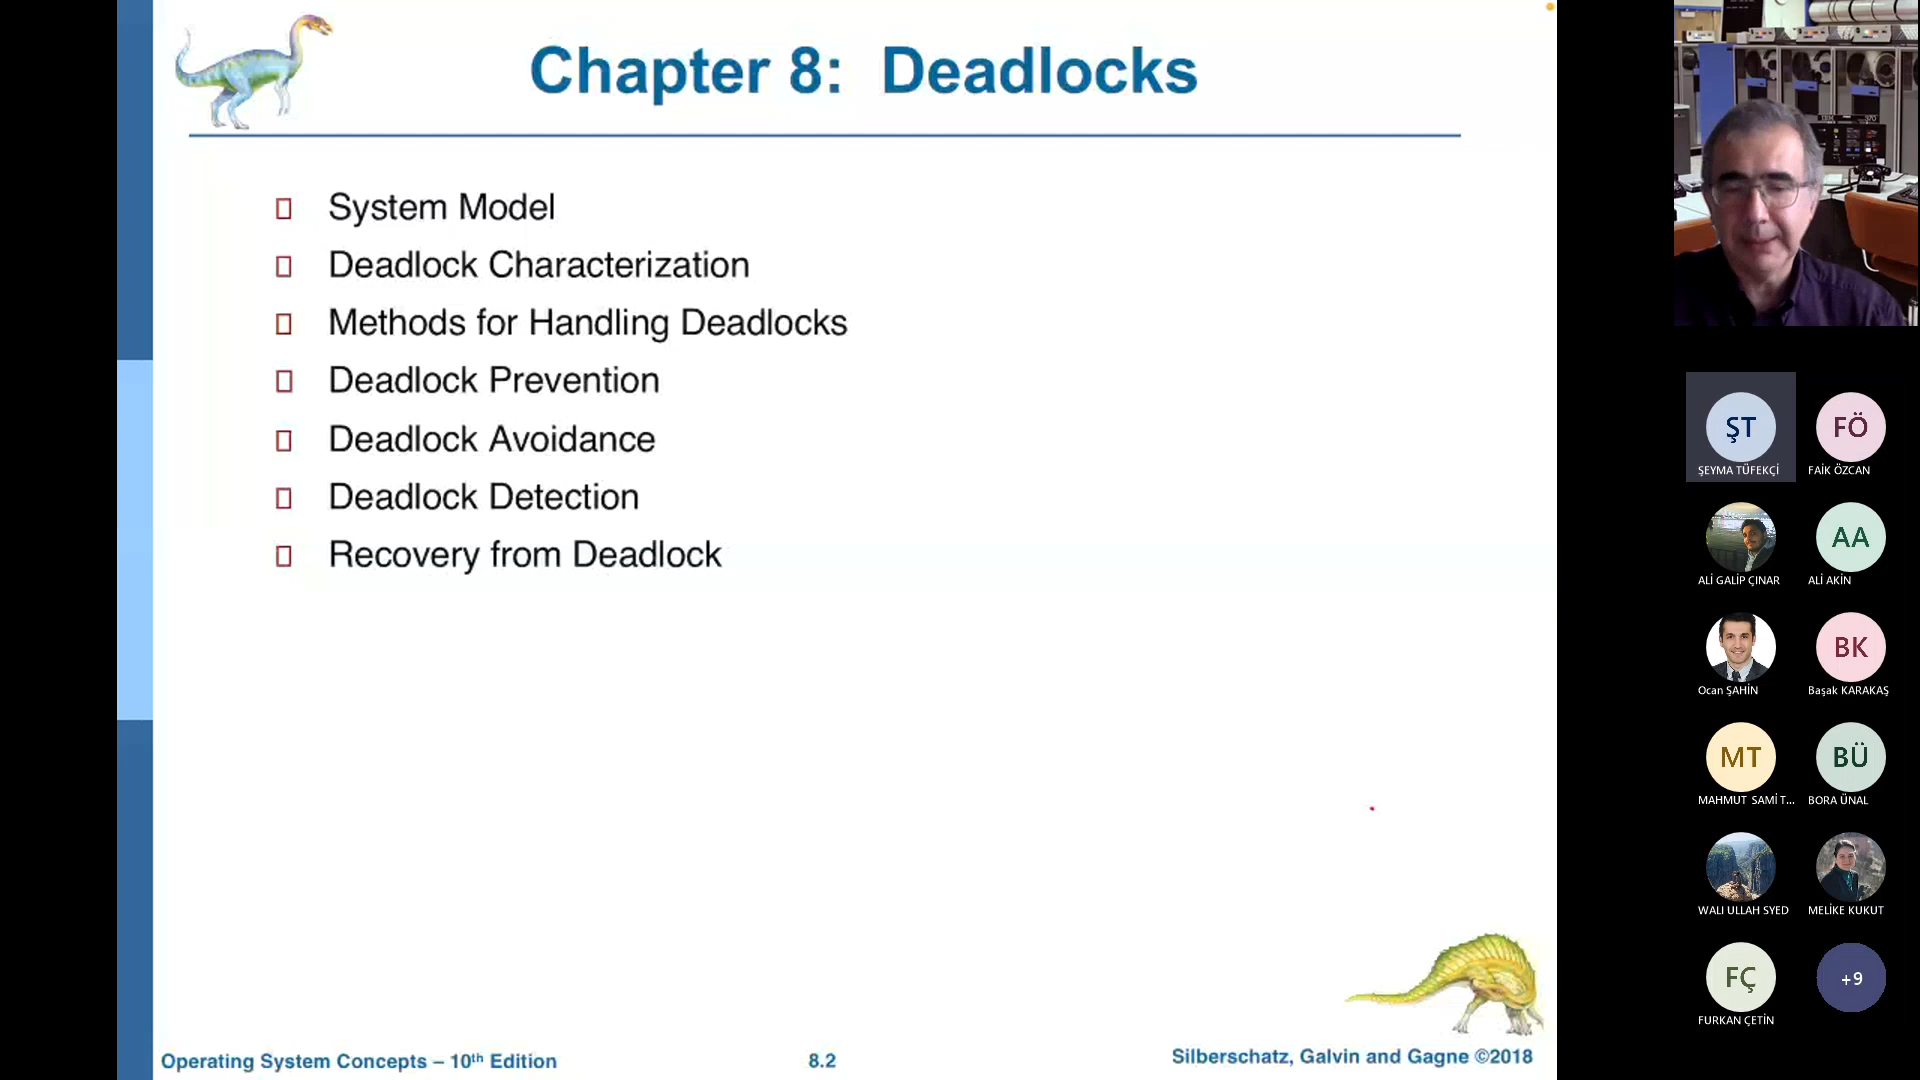 Chapter 8: Deadlocks
System Model
Deadlock Characterization
Methods for Handling Deadlocks
Deadlock Prevention
Deadlock Avoidance
Deadlock Detection
Recovery from Deadlock
Operating System Concepts – 10th Edition
8.2
Silberschatz, Galvin and Gagne ©2018
ŞT
FÖ
ŞEYMA TÜFEKÇİ
FAİK ÖZCAN
AA
ALİ GALİP ÇINAR
ALİ AKİN
BK
Ocan ŞAHİN
Başak KARAKAŞ
MT
BÜ
MAHMUT SAMİ T...
BORA ÜNAL
WALI ULLAH SYED
MELİKE KUKUT
FÇ
+9
FURKAN ÇETİN